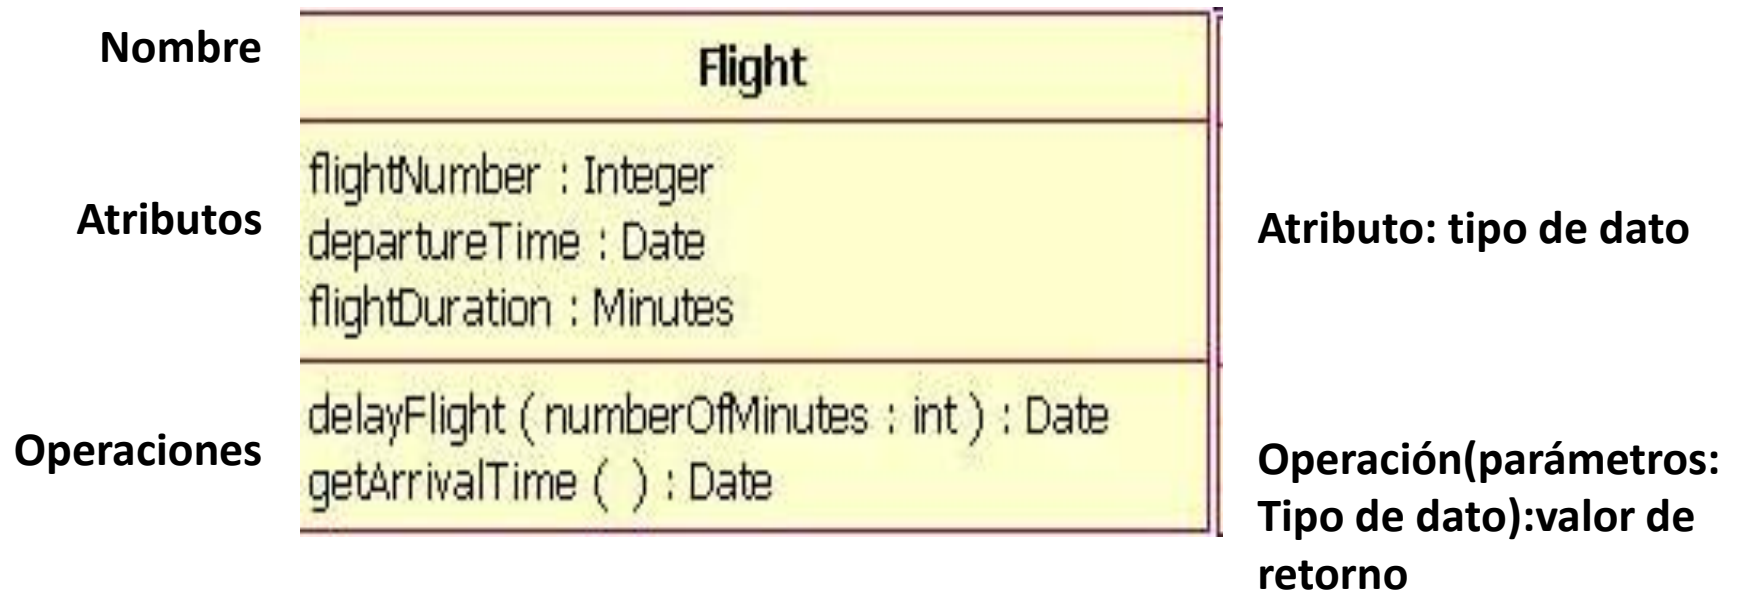 Nombre
Flight
Atributos
flightNumber : Integer
departureTime : Date
flightDuration : Minutes
Atributo: tipo de dato
Operaciones
delayFlight ( numberOfMinutes : int ) : Date
getArrivalTime ( ) : Date
Operación(parámetros:
Tipo de dato):valor de
retorno